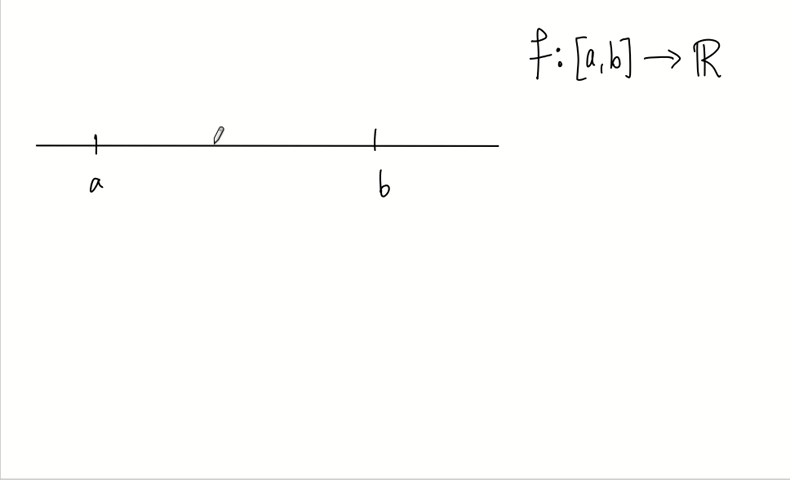 f: [a,b] → ℝ
a b